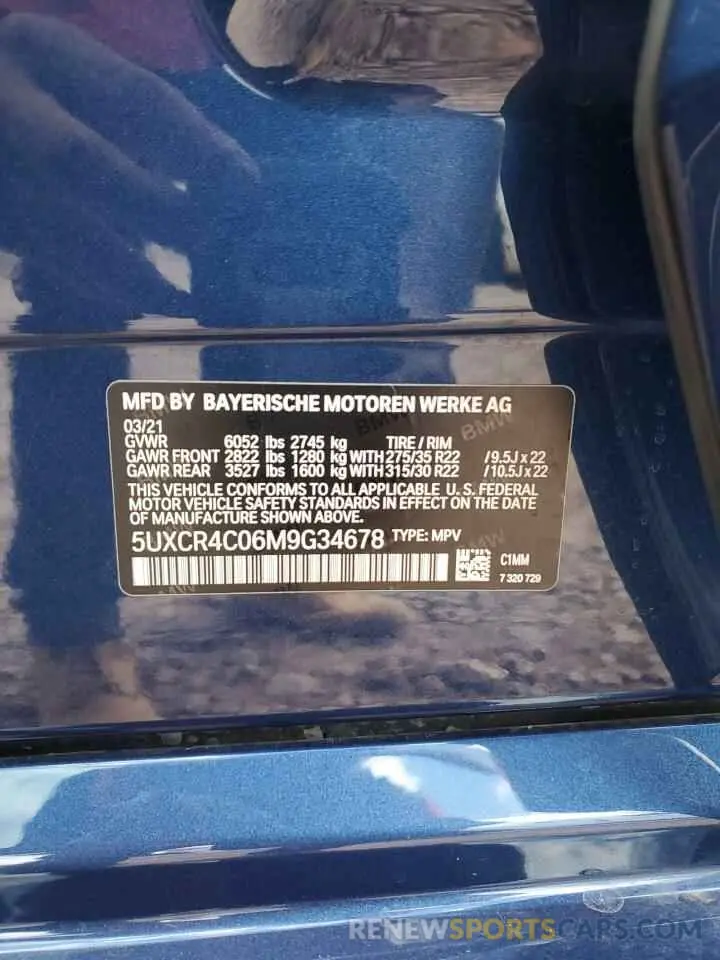 MFD BY BAYERISCHE MOTOREN WERKE AG
03/21
GVWR 6052 lbs 2745 kg TIRE / RIM
GAWR FRONT 2822 lbs 1280 kg WITH 275/35 R22 / 9.5J x 22
GAWR REAR 3527 lbs 1600 kg WITH 315/30 R22 / 10.5J x 22
THIS VEHICLE CONFORMS TO ALL APPLICABLE U.S. FEDERAL
MOTOR VEHICLE SAFETY STANDARDS IN EFFECT ON THE DATE
OF MANUFACTURE SHOWN ABOVE.
5UXCR4C06M9G34678 TYPE: MPV
C1MM
7 320 729
RENEWSPORTSCARS.COM